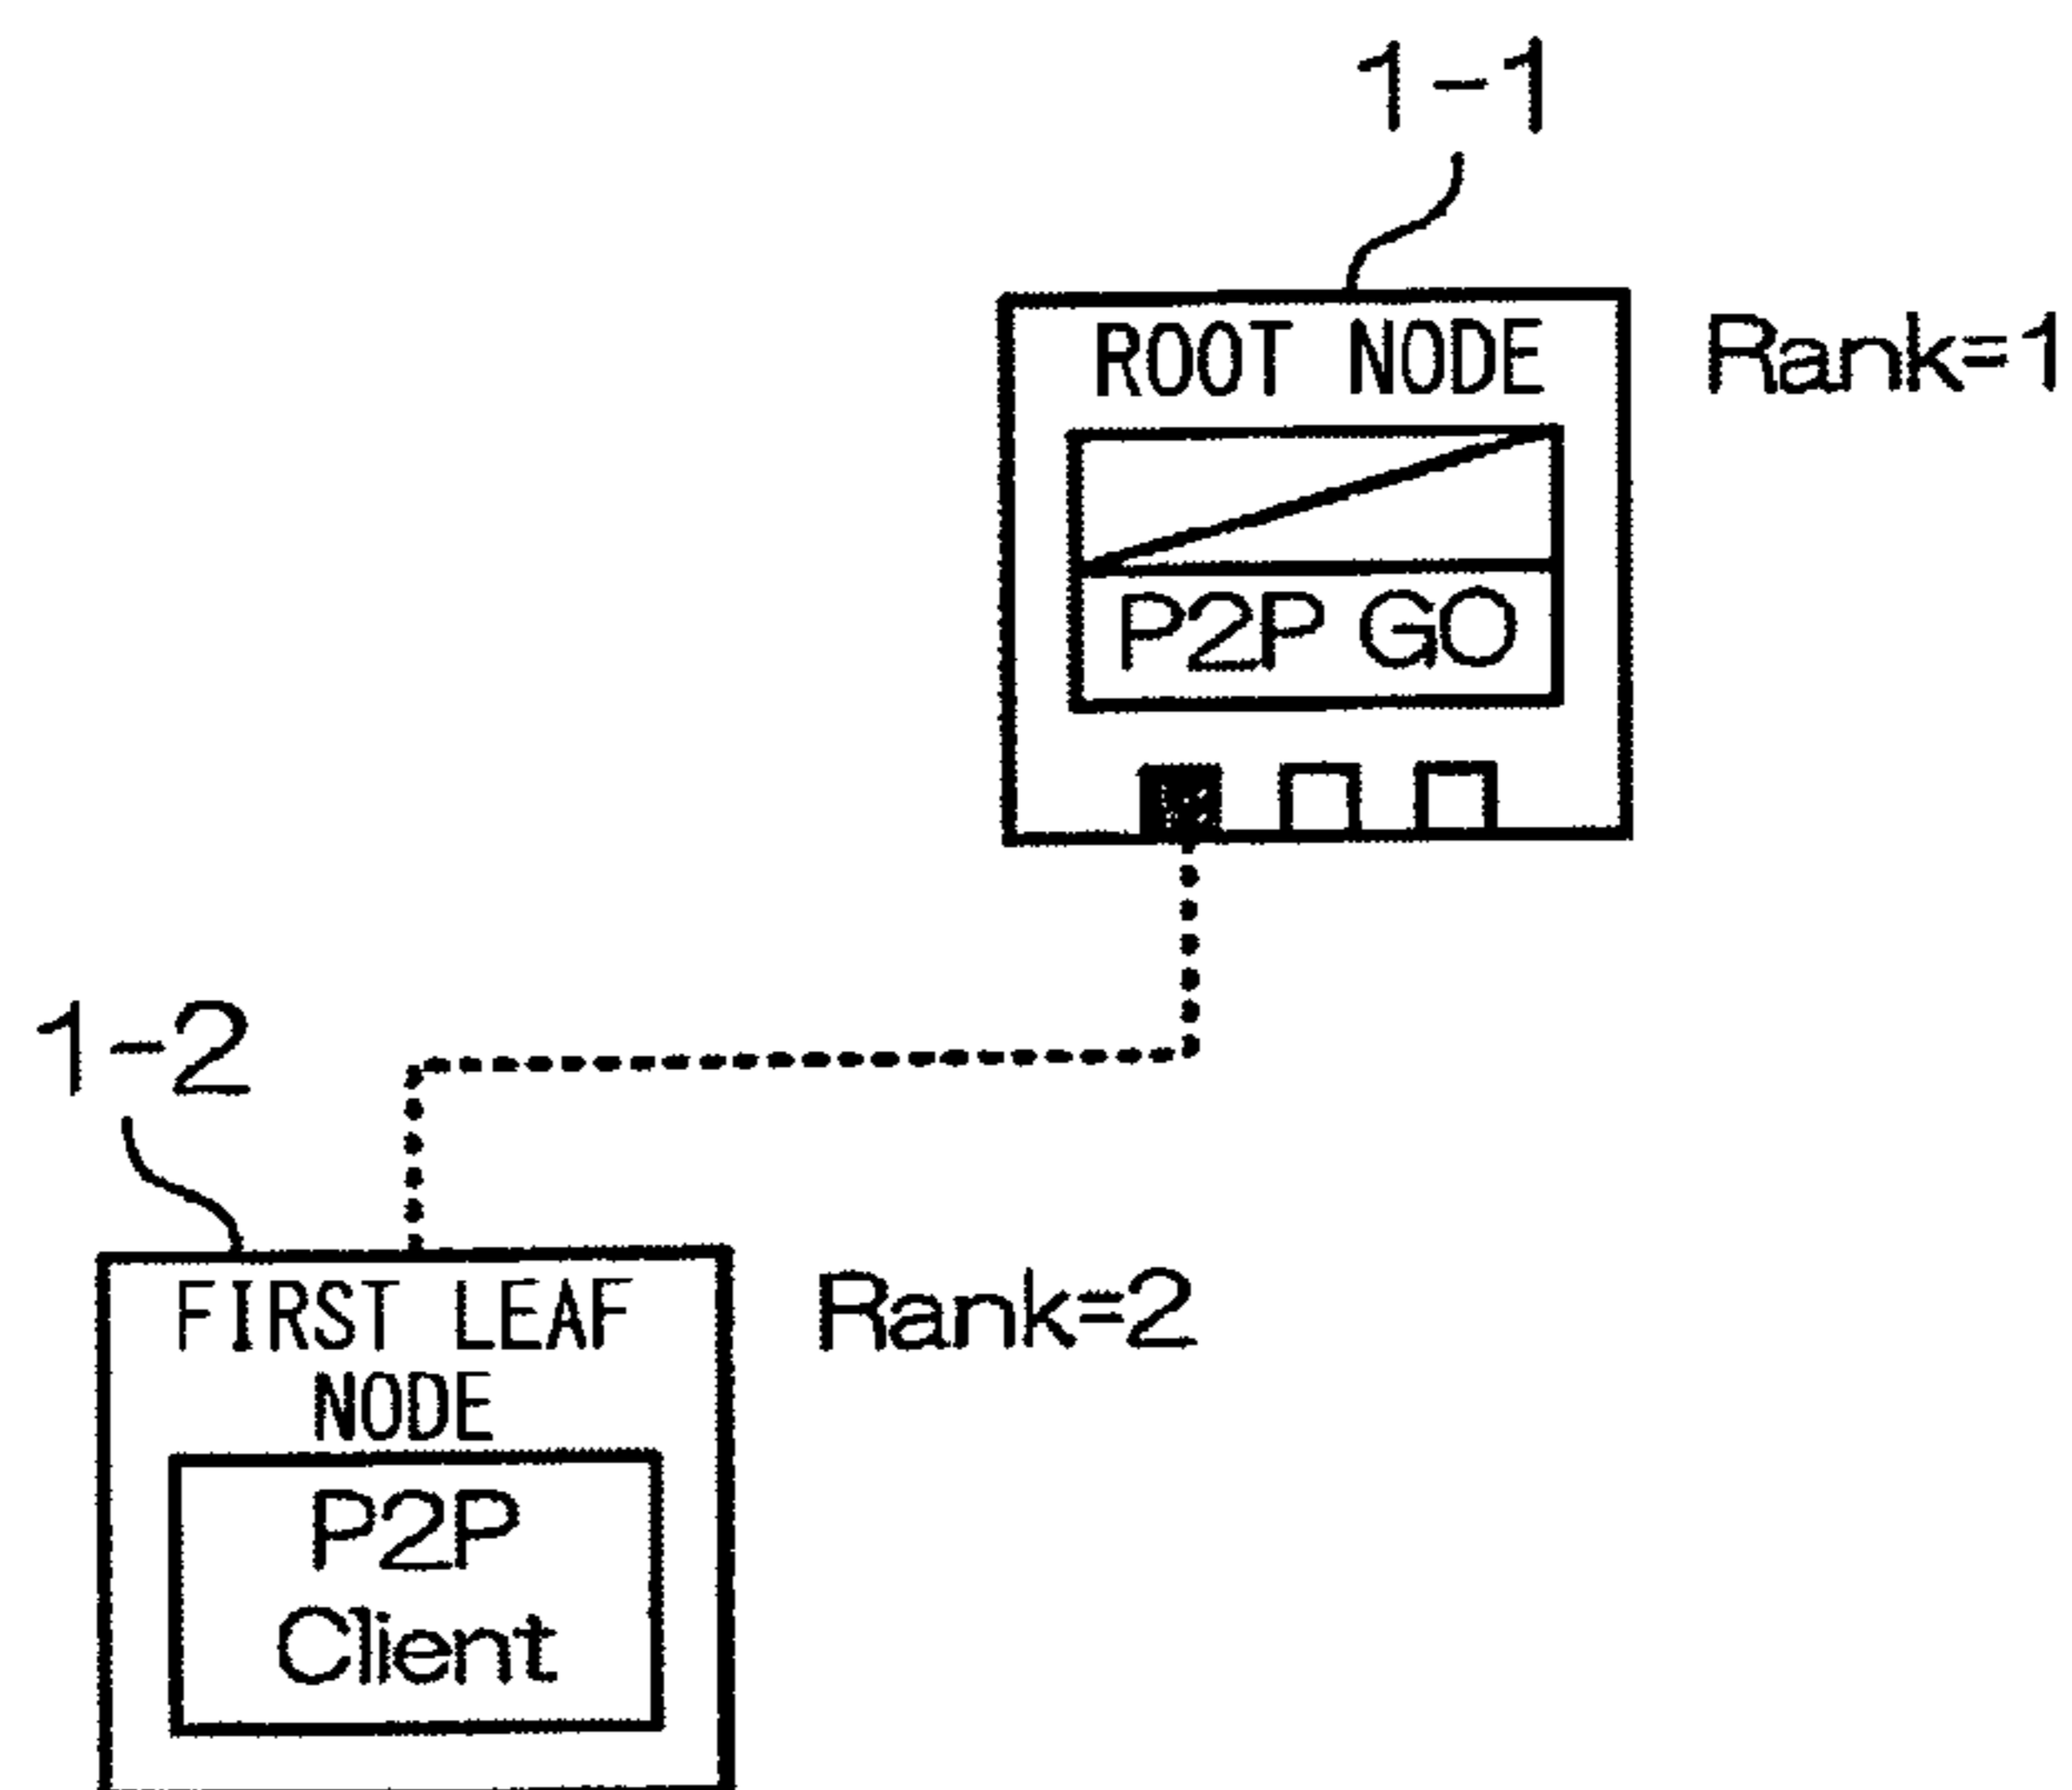 1-1
ROOT NODE
Rank=1
P2P GO
1-2
FIRST LEAF
NODE
Rank=2
P2P
Client